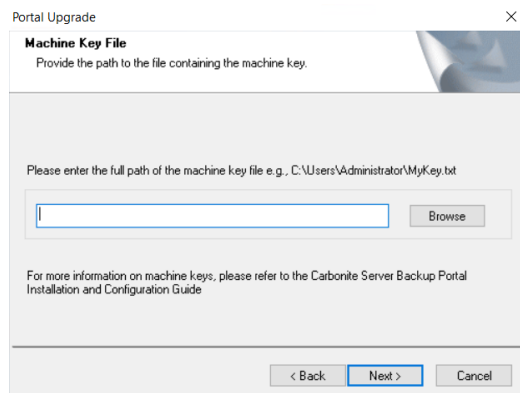 Portal Upgrade
Machine Key File
Provide the path to the file containing the machine key.
Please enter the full path of the machine key file e.g., C:\Users\Administrator\MyKey.txt
Browse
For more information on machine keys, please refer to the Carbonite Server Backup Portal
Installation and Configuration Guide
< Back
Next >
Cancel